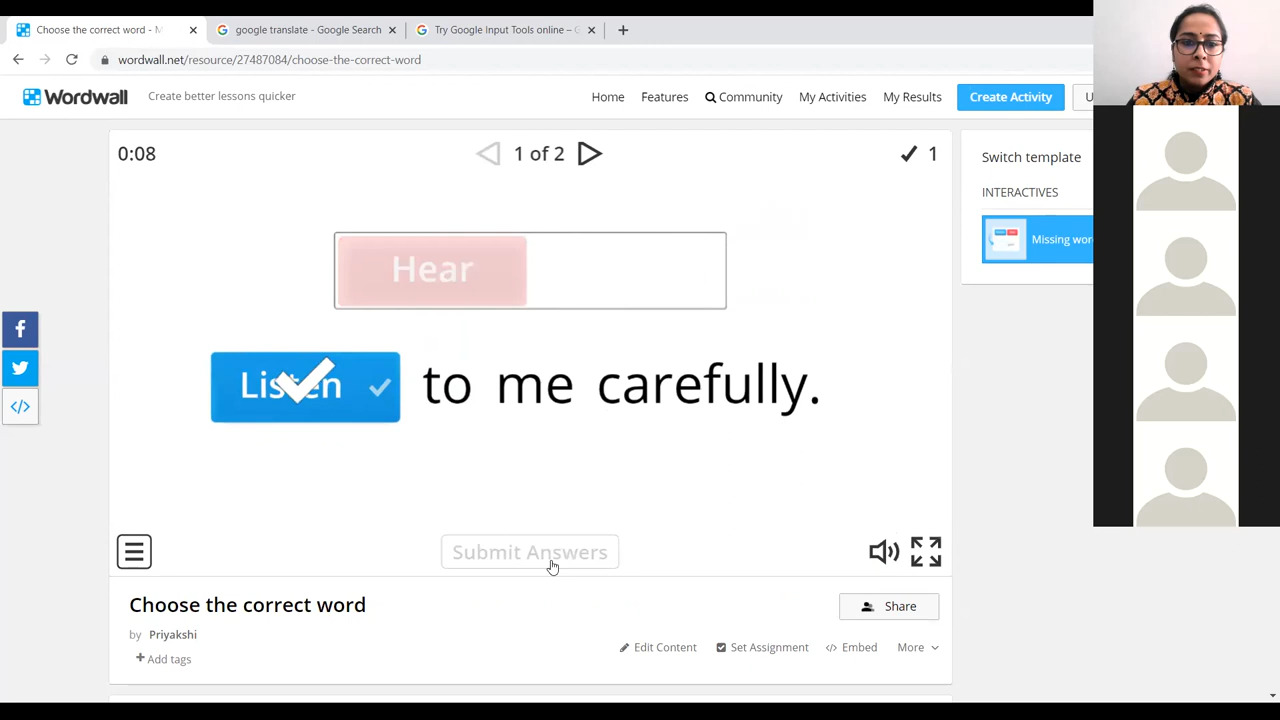 Choose the correct word - M
google translate - Google Search
Try Google Input Tools online – G
wordwall.net/resource/27487084/choose-the-correct-word
Wordwall
Create better lessons quicker
Home
Features
Community
My Activities
My Results
Create Activity
U
0:08
1 of 2
1
Switch template
INTERACTIVES
Missing wor
Hear
Listen to me carefully.
Submit Answers
Choose the correct word
Share
by Priyakshi
Edit Content
Set Assignment
Embed
More
Add tags